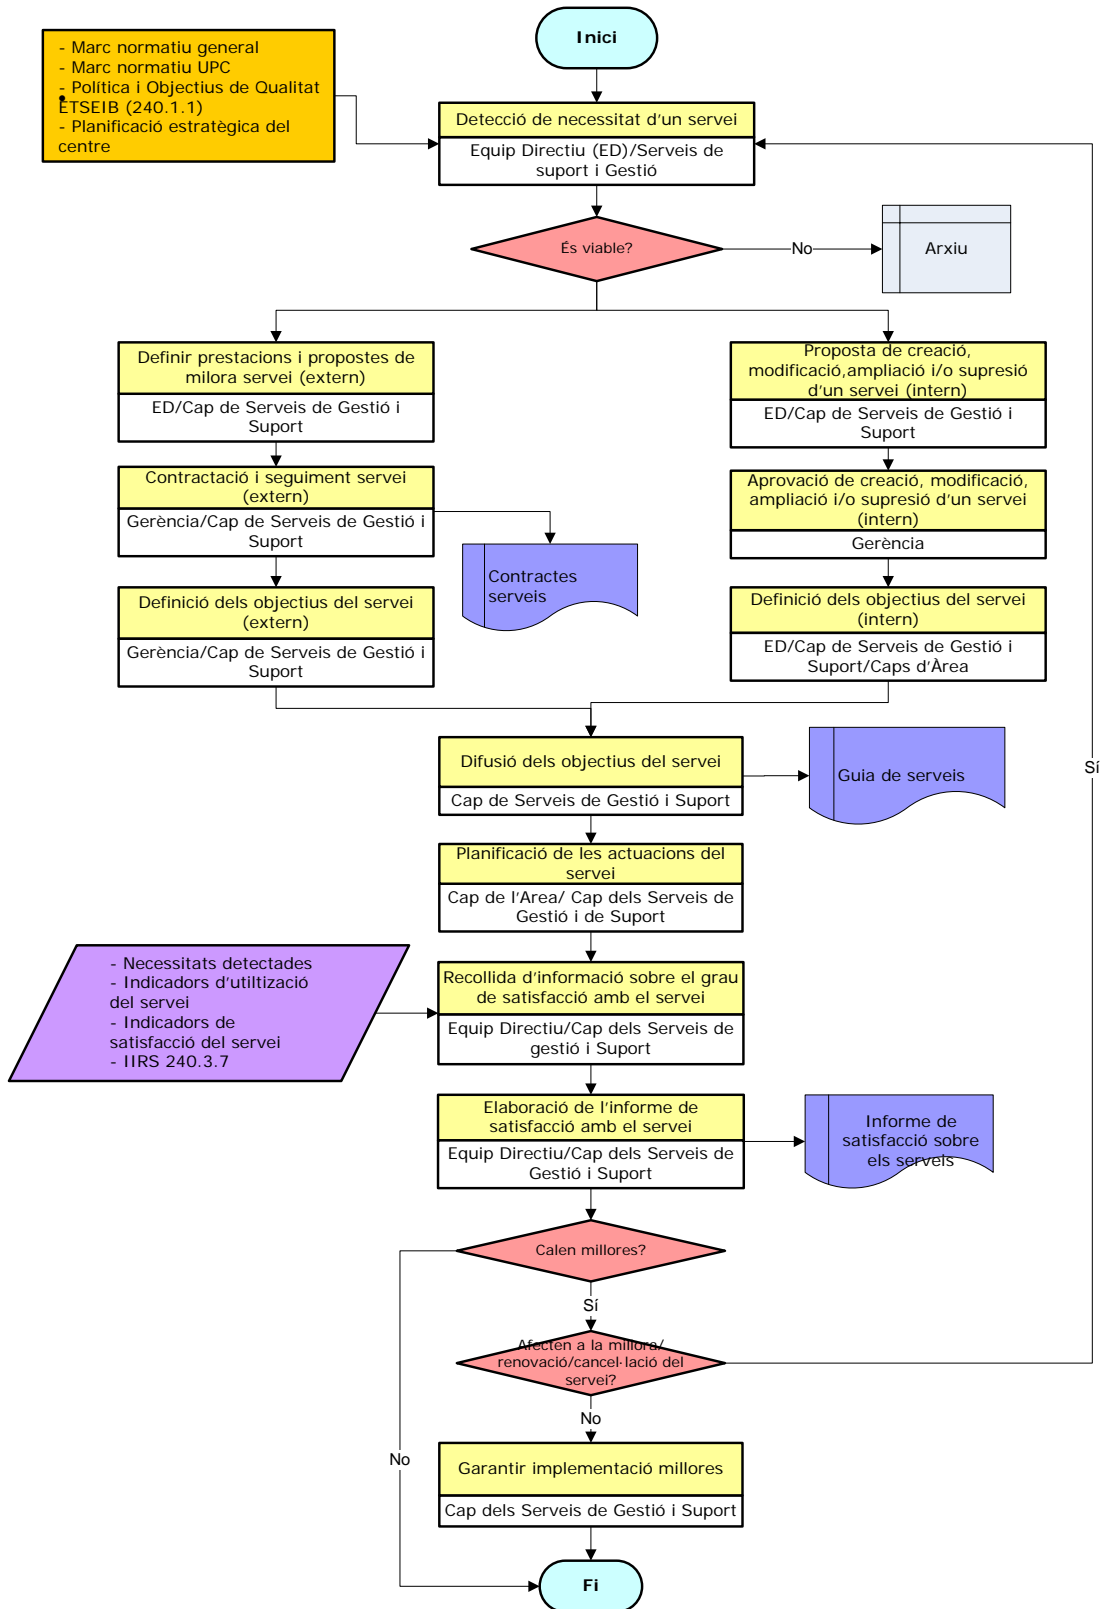 Inici
- Marc normatiu general
- Marc normatiu UPC
- Política i Objectius de Qualitat
ETSEIB (240.1.1)
- Planificació estratègica del
centre
Detecció de necessitat d'un servei
Equip Directiu (ED)/Serveis de
suport i Gestió
És viable?
No
Arxiu
Definir prestacions i propostes de
milora servei (extern)
ED/Cap de Serveis de Gestió i
Suport
Proposta de creació,
modificació,ampliació i/o supresió
d'un servei (intern)
ED/Cap de Serveis de Gestió i
Suport
Contractació i seguiment servei
(extern)
Gerència/Cap de Serveis de Gestió i
Suport
Aprovació de creació, modificació,
ampliació i/o supresió d'un servei
(intern)
Gerència
Contractes
serveis
Definició dels objectius del servei
(extern)
Gerència/Cap de Serveis de Gestió i
Suport
Definició dels objectius del servei
(intern)
ED/Cap de Serveis de Gestió i
Suport/Caps d'Àrea
Difusió dels objectius del servei
Cap de Serveis de Gestió i Suport
Guia de serveis
Sí
Planificació de les actuacions del
servei
Cap de l'Area/ Cap dels Serveis de
Gestió i de Suport
- Necessitats detectades
- Indicadors d'utiltizació
del servei
- Indicadors de
satisfacció del servei
- IIRS 240.3.7
Recollida d'informació sobre el grau
de satisfacció amb el servei
Equip Directiu/Cap dels Serveis de
gestió i Suport
Elaboració de l'informe de
satisfacció amb el servei
Equip Directiu/Cap dels Serveis de
Gestió i Suport
Informe de
satisfacció sobre
els serveis
Calen millores?
Sí
Afecten a la millora/
renovació/cancel·lació del
servei?
No
No
Garantir implementació millores
Cap dels Serveis de Gestió i Suport
Fi